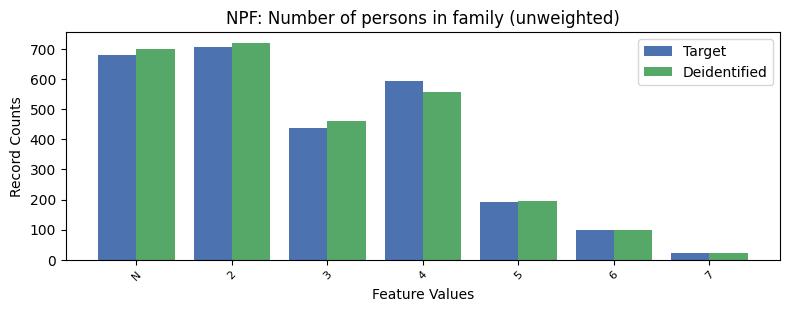 NPF: Number of persons in family (unweighted)
Target
Deidentified
Record Counts
700
600
500
400
300
200
100
0
N
2
3
4
5
6
7
Feature Values